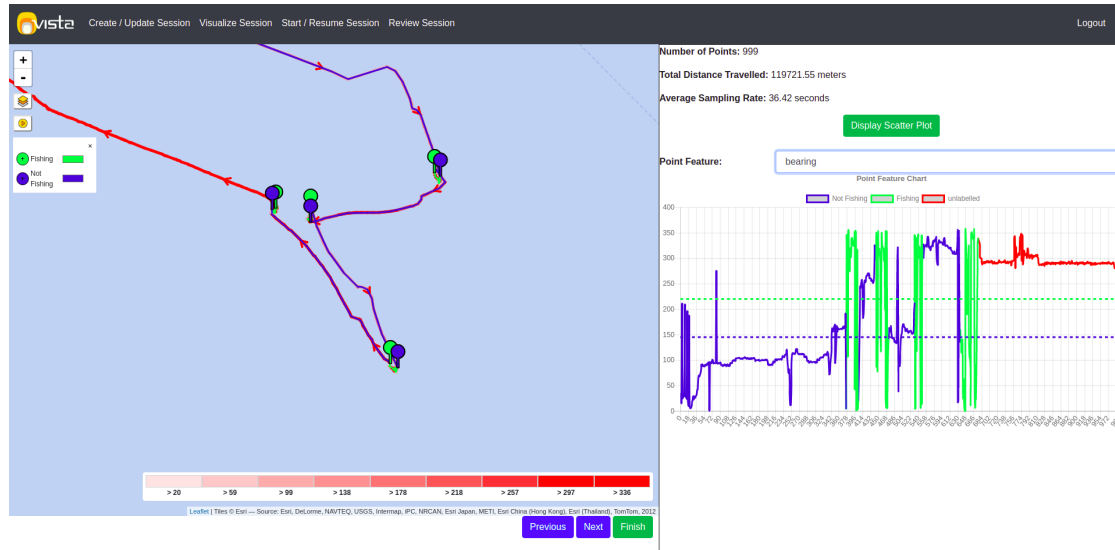 vista Create / Update Session Visualize Session Start / Resume Session Review Session Logout
+
-
×
Fishing
Not
Fishing
> 20 > 59 > 99 > 138 > 178 > 218 > 257 > 297 > 336
Leaflet | Tiles © Esri — Source: Esri, DeLorme, NAVTEQ, USGS, Intermap, iPC, NRCAN, Esri Japan, METI, Esri China (Hong Kong), Esri (Thailand), TomTom, 2012
Previous Next Finish
Number of Points: 999
Total Distance Travelled: 119721.55 meters
Average Sampling Rate: 36.42 seconds
Display Scatter Plot
Point Feature: bearing
Point Feature Chart
Not Fishing Fishing unlabelled
400
350
300
250
200
150
100
50
0